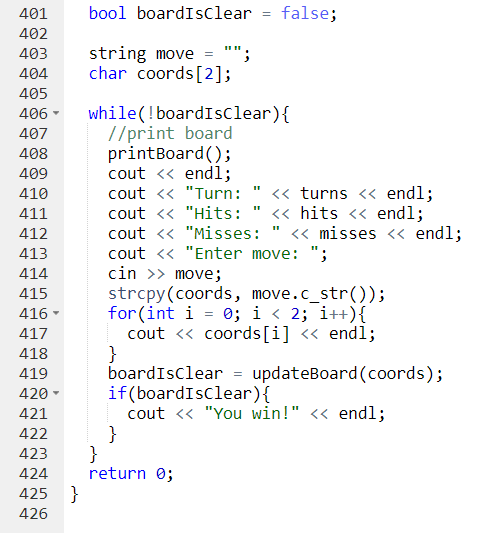 401 bool boardIsClear = false;
402
403 string move = "";
404 char coords[2];
405
406 while(!boardIsClear){
407 //print board
408 printBoard();
409 cout << endl;
410 cout << "Turn: " << turns << endl;
411 cout << "Hits: " << hits << endl;
412 cout << "Misses: " << misses << endl;
413 cout << "Enter move: ";
414 cin >> move;
415 strcpy(coords, move.c_str());
416 for(int i = 0; i < 2; i++){
417 cout << coords[i] << endl;
418 }
419 boardIsClear = updateBoard(coords);
420 if(boardIsClear){
421 cout << "You win!" << endl;
422 }
423 }
424 return 0;
425 }
426